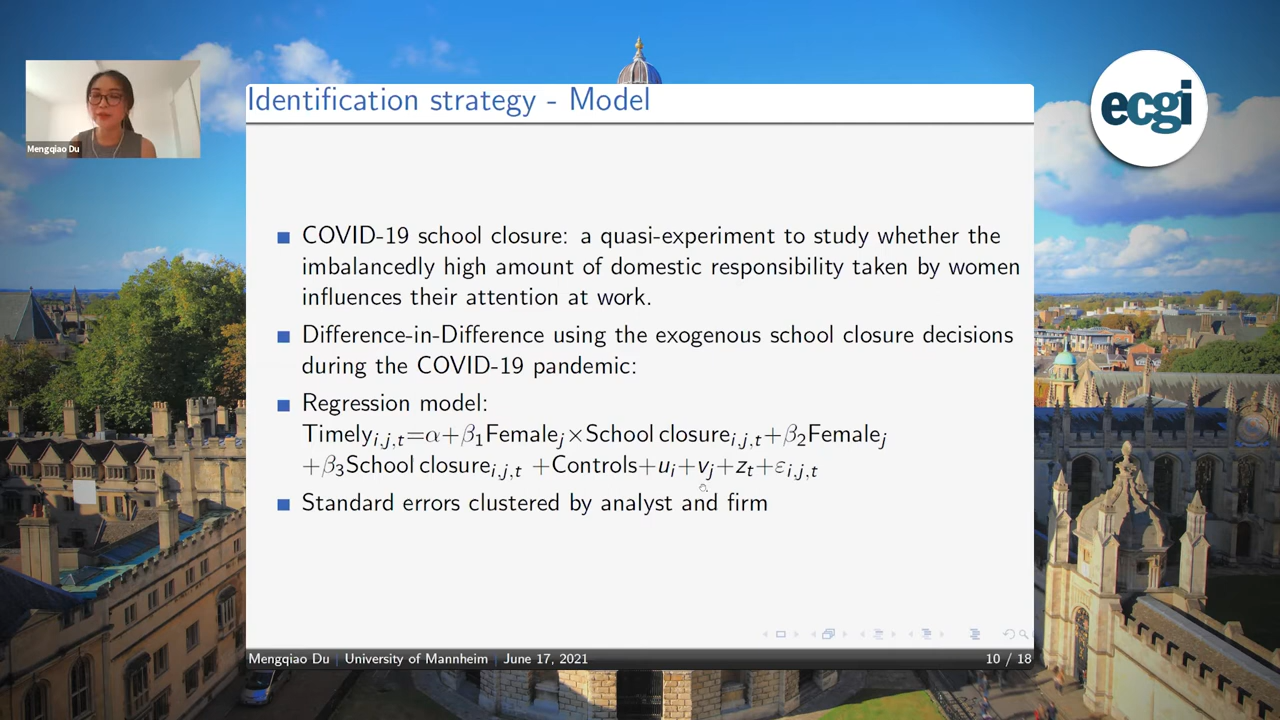 Identification strategy - Model
Mengqiao Du
ecgi
COVID-19 school closure: a quasi-experiment to study whether the
imbalancedly high amount of domestic responsibility taken by women
influences their attention at work.
Difference-in-Difference using the exogenous school closure decisions
during the COVID-19 pandemic:
Regression model:
Timely_{i,j,t}=α+β_1Female_j×School closure_{i,j,t}+β_2Female_j
+β_3School closure_{i,j,t} +Controls+u_i+v_j+z_t+ε_{i,j,t}
Standard errors clustered by analyst and firm
Mengqiao Du | University of Mannheim | June 17, 2021 10 / 18